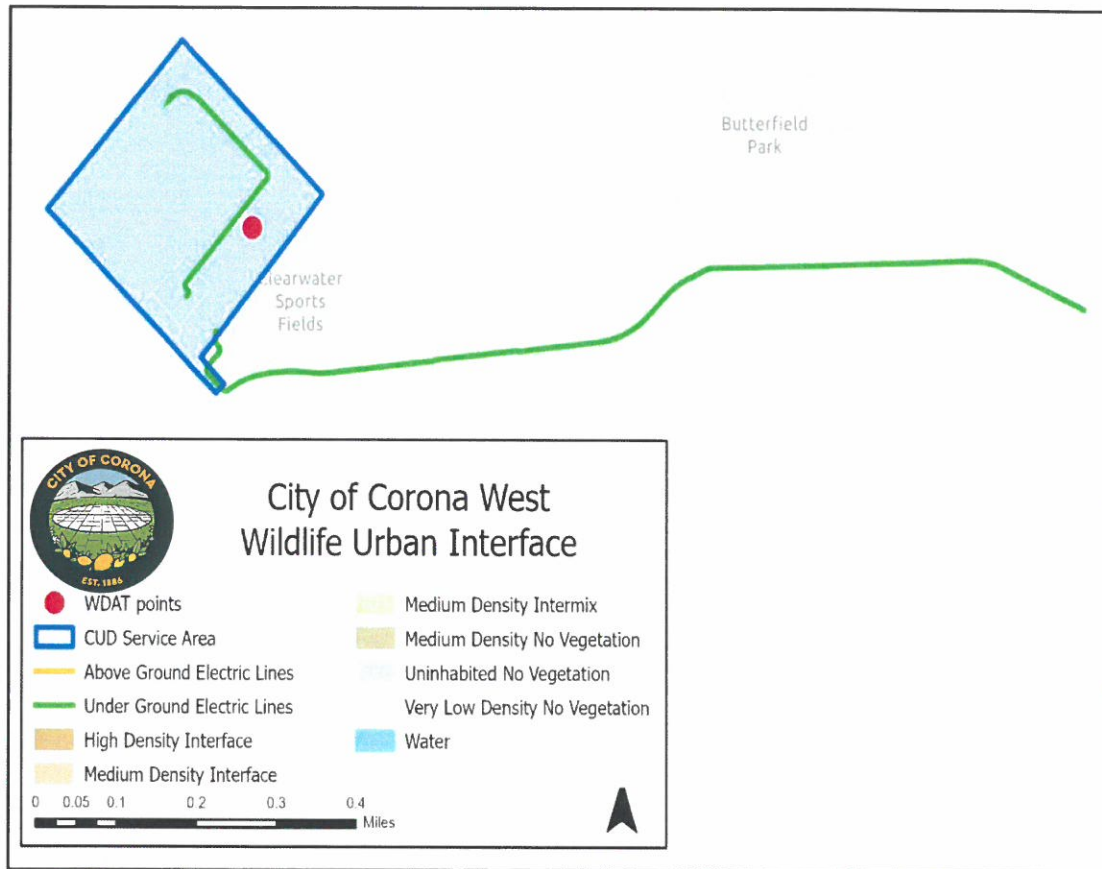 Butterfield
Park
Clearwater
Sports
Fields
CITY OF CORONA
EST. 1886
City of Corona West
Wildlife Urban Interface
WDAT points
CUD Service Area
Above Ground Electric Lines
Under Ground Electric Lines
High Density Interface
Medium Density Interface
Medium Density Intermix
Medium Density No Vegetation
Uninhabited No Vegetation
Very Low Density No Vegetation
Water
0 0.05 0.1 0.2 0.3 0.4
Miles